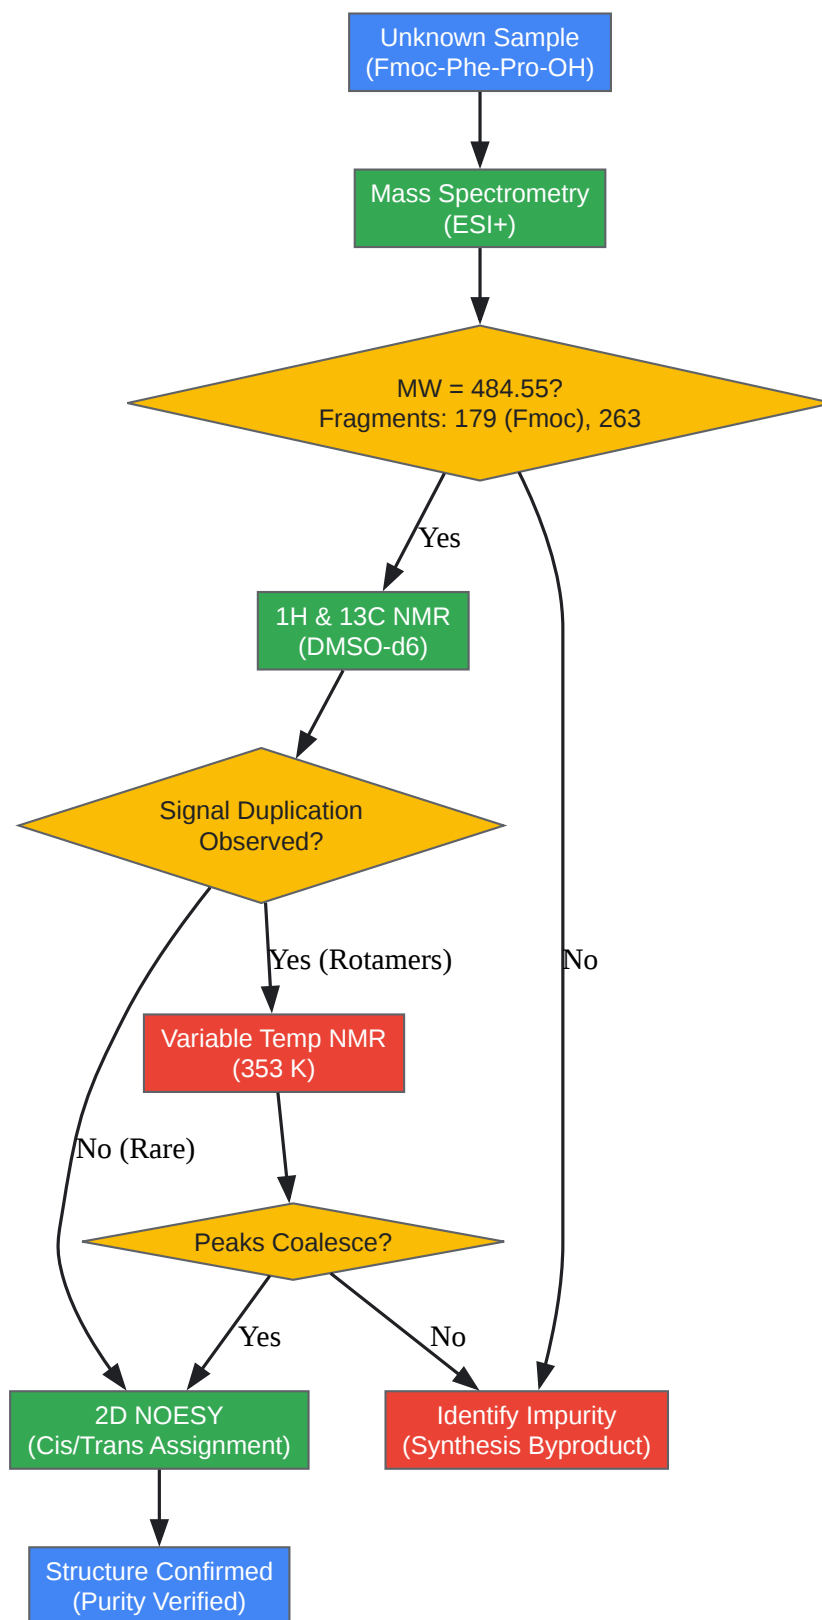 Unknown Sample
(Fmoc-Phe-Pro-OH)
Mass Spectrometry
(ESI+)
MW = 484.55?
Fragments: 179 (Fmoc), 263
Yes
1H & 13C NMR
(DMSO-d6)
Signal Duplication
Observed?
Yes (Rotamers)
No
Variable Temp NMR
(353 K)
No (Rare)
Peaks Coalesce?
Yes
No
2D NOESY
(Cis/Trans Assignment)
Identify Impurity
(Synthesis Byproduct)
Structure Confirmed
(Purity Verified)